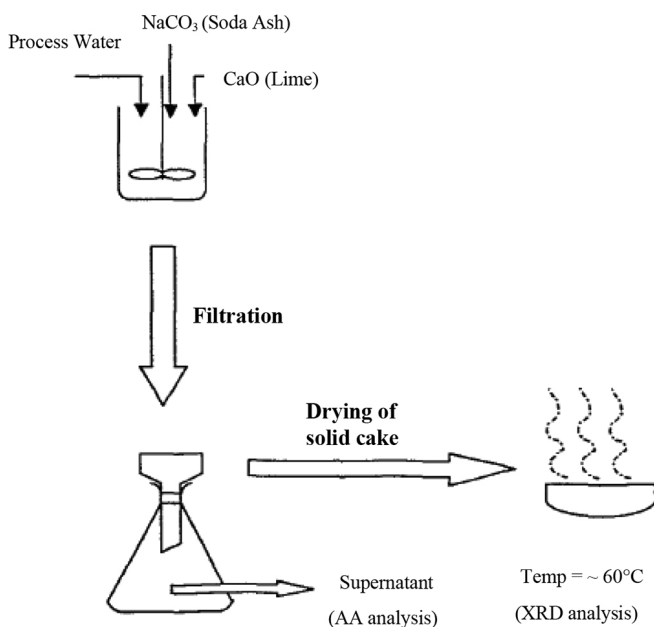 NaCO₃ (Soda Ash)
Process Water
CaO (Lime)
Filtration
Drying of
solid cake
Supernatant
(AA analysis)
Temp = ~ 60°C
(XRD analysis)